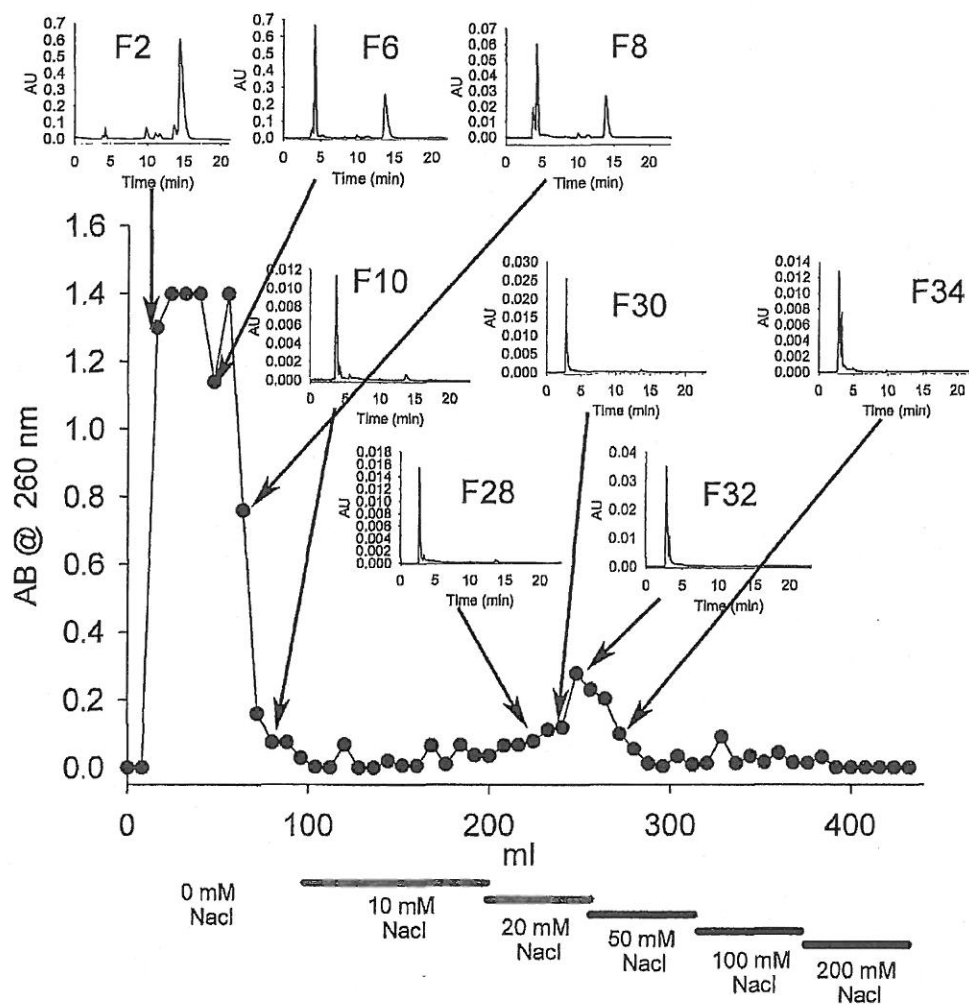 F2
0.7
0.6
0.5
0.4
0.3
0.2
0.1
0.0
AU
0 5 10 15 20
Time (min)
F6
0.7
0.6
0.5
0.4
0.3
0.2
0.1
0.0
AU
0 5 10 15 20
Time (min)
F8
0.07
0.06
0.05
0.04
0.03
0.02
0.01
0.00
AU
0 5 10 15 20
Time (min)
F10
0.012
0.010
0.008
0.006
0.004
0.002
0.000
AU
0 5 10 15 20
Time (min)
F30
0.030
0.025
0.020
0.015
0.010
0.005
0.000
AU
0 5 10 15 20
Time (min)
F34
0.014
0.012
0.010
0.008
0.006
0.004
0.002
0.000
AU
0 5 10 15 20
Time (min)
F28
0.018
0.016
0.014
0.012
0.010
0.008
0.006
0.004
0.002
0.000
AU
0 5 10 15 20
Time (min)
F32
0.04
0.03
0.02
0.01
0.00
AU
0 5 10 15 20
Time (min)
AB @ 260 nm
1.6
1.4
1.2
1.0
0.8
0.6
0.4
0.2
0.0
0 100 200 300 400
ml
0 mM
Nacl
10 mM
Nacl
20 mM
Nacl
50 mM
Nacl
100 mM
Nacl
200 mM
Nacl